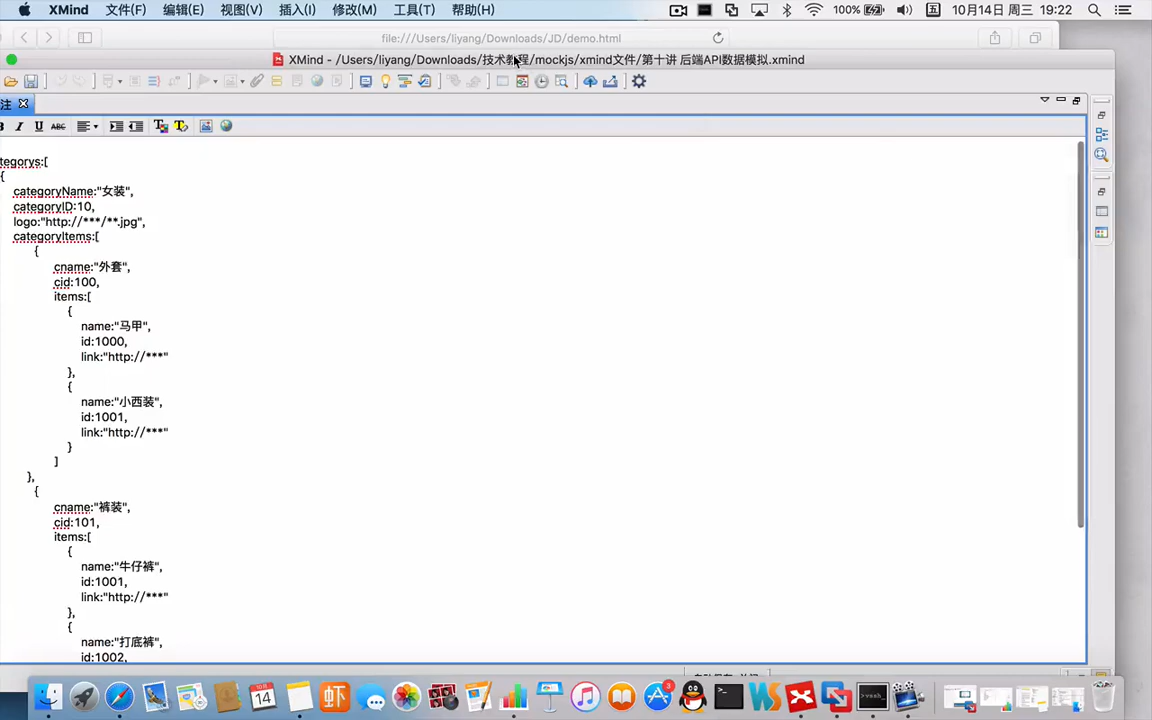 XMind 文件(F) 编辑(E) 视图(V) 插入(I) 修改(M) 工具(T) 帮助(H) 100% 五 10月14日 周三 19:22
file:///Users/liyang/Downloads/JD/demo.html
XMind - /Users/liyang/Downloads/技术教程/mockjs/xmind文件/第十讲 后端API数据模拟.xmind
注
B I U ABC
tegorys:[
{
categoryName:"女装",
categoryID:10,
logo:"http://***/**.jpg",
categoryItems:[
{
cname:"外套",
cid:100,
items:[
{
name:"马甲",
id:1000,
link:"http://***"
},
{
name:"小西装",
id:1001,
link:"http://***"
}
]
},
{
cname:"裤装",
cid:101,
items:[
{
name:"牛仔裤",
id:1001,
link:"http://***"
},
{
name:"打底裤",
id:1002,